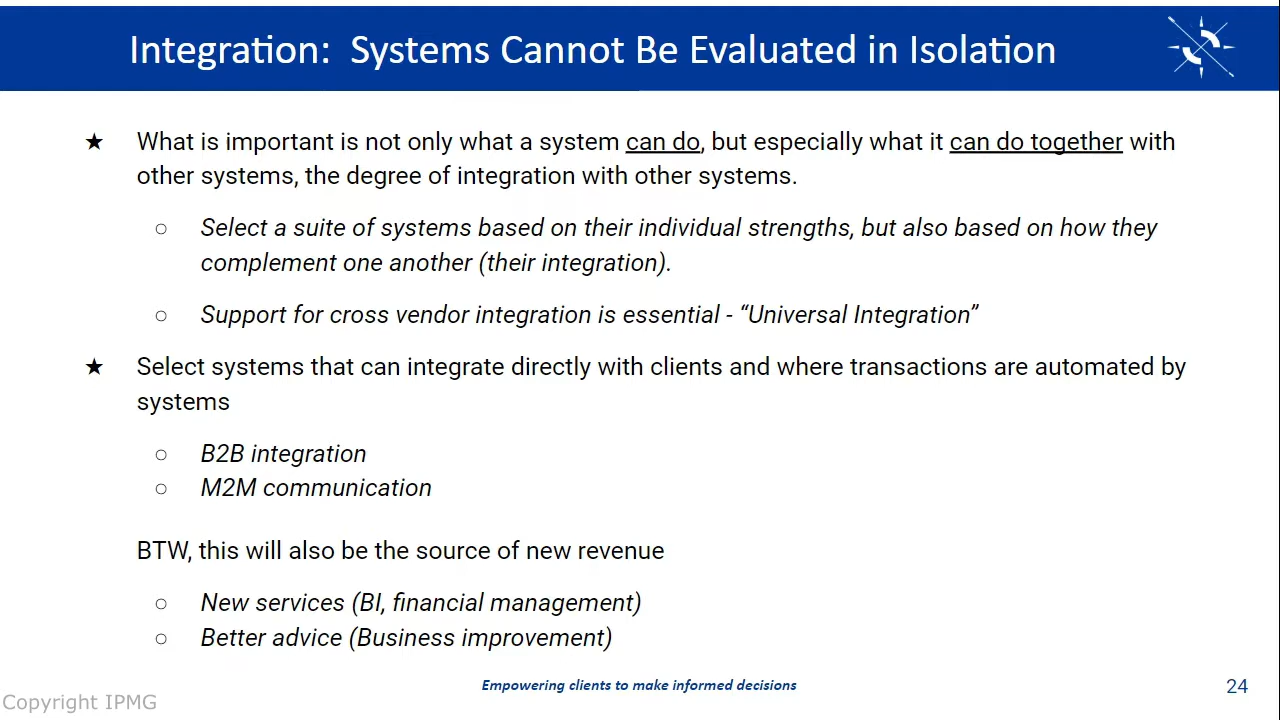 Integration: Systems Cannot Be Evaluated in Isolation
★ What is important is not only what a system can do, but especially what it can do together with
other systems, the degree of integration with other systems.
○ Select a suite of systems based on their individual strengths, but also based on how they
complement one another (their integration).
○ Support for cross vendor integration is essential - “Universal Integration”
★ Select systems that can integrate directly with clients and where transactions are automated by
systems
○ B2B integration
○ M2M communication
BTW, this will also be the source of new revenue
○ New services (BI, financial management)
○ Better advice (Business improvement)
Empowering clients to make informed decisions
24
Copyright IPMG